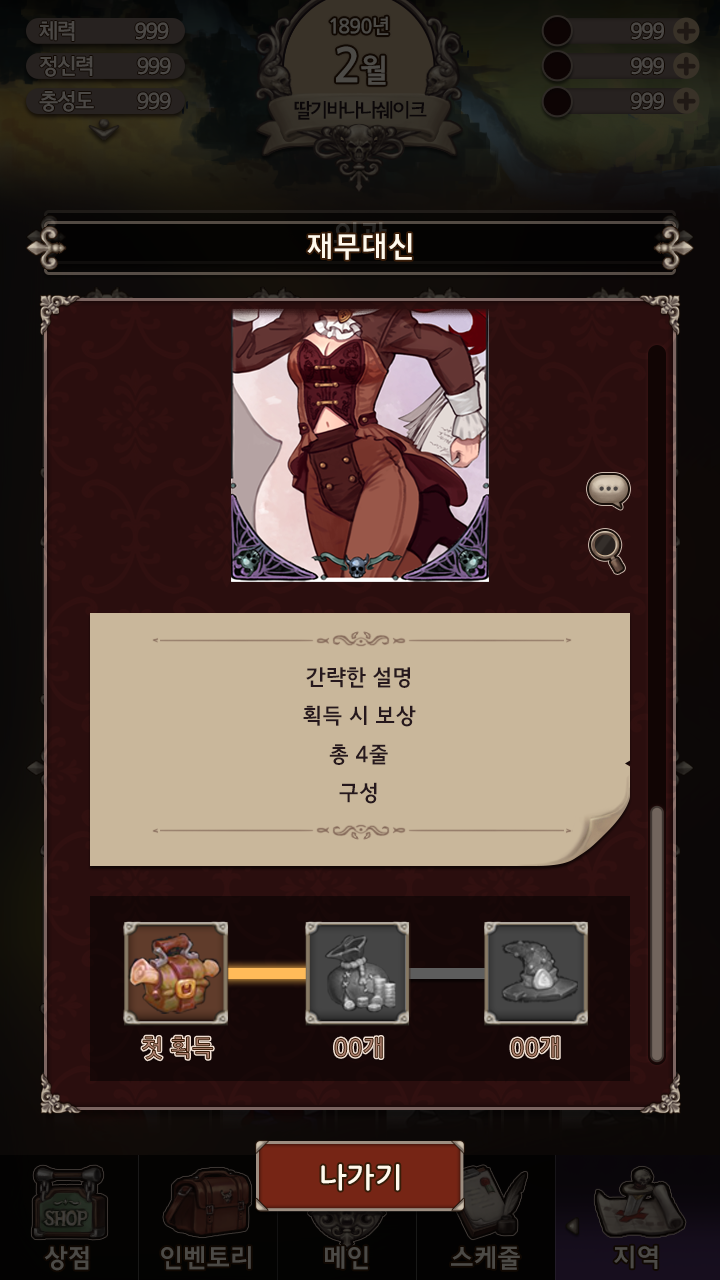 체력 999
정신력 999
충성도 999
1890년
2월
딸기바나나쉐이크
999
999
999
재무대신
간략한 설명
획득 시 보상
총 4줄
구성
첫 획득
00개
00개
나가기
SHOP
상점
인벤토리
메인
스케줄
지역